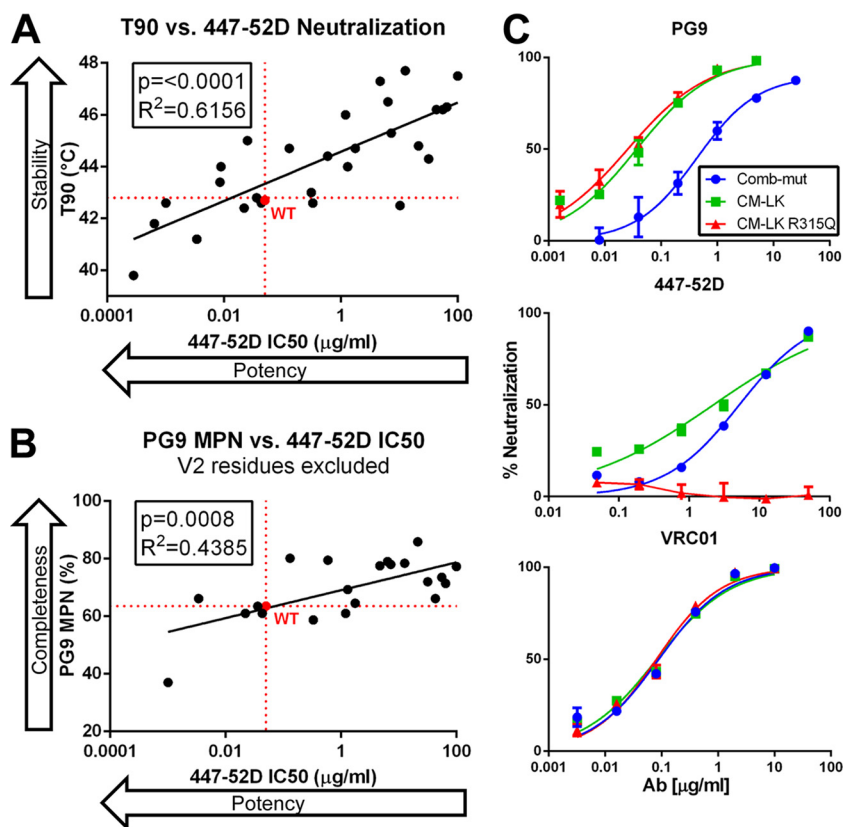 A
T90 vs. 447-52D Neutralization
Stability
T90 (°C)
48
46
44
42
40
p=<0.0001
R²=0.6156
WT
0.0001
0.01
1
100
447-52D IC50 (μg/ml)
Potency
B
PG9 MPN vs. 447-52D IC50
V2 residues excluded
Completeness
PG9 MPN (%)
100
80
60
40
20
p=0.0008
R²=0.4385
WT
0.0001
0.01
1
100
447-52D IC50 (μg/ml)
Potency
C
PG9
100
50
0
Comb-mut
CM-LK
CM-LK R315Q
0.001
0.01
0.1
1
10
100
447-52D
% Neutralization
100
50
0
0.1
1
10
100
VRC01
100
50
0
0.001
0.01
0.1
1
10
100
Ab [μg/ml]